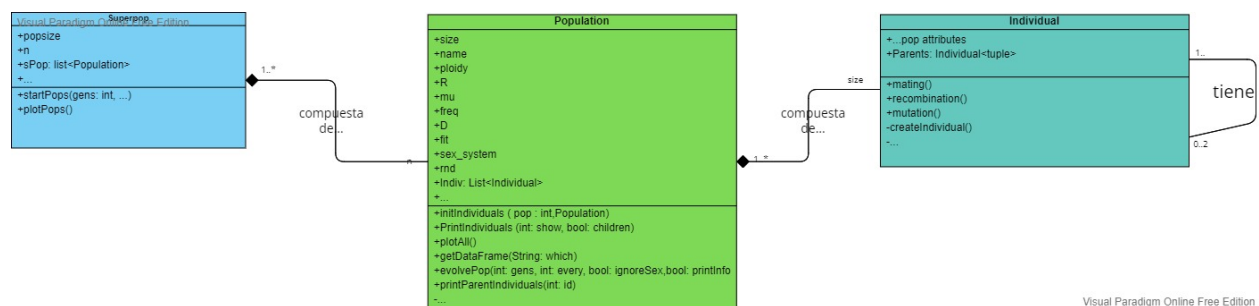 Superpop
Visual Paradigm Online Free Edition
+popsize
+n
+sPop: list<Population>
+...
+startPops(gens: int, ...)
+plotPops()
1..*
compuesta
de...
n
Population
+size
+name
+ploidy
+R
+mu
+freq
+D
+fit
+sex_system
+rnd
+Indiv: List<Individual>
+...
+initIndividuals ( pop : int,Population)
+PrintIndividuals (int: show, bool: children)
+plotAll()
+getDataFrame(String: which)
+evolvePop(int: gens, int: every, bool: ignoreSex,bool: printInfo
+printParentIndividuals(int: id)
-...
1..*
compuesta
de...
size
Individual
+...pop attributes
+Parents: Individual<tuple>
+mating()
+recombination()
+mutation()
-createIndividual()
-...
1..
tiene
0..2
Visual Paradigm Online Free Edition